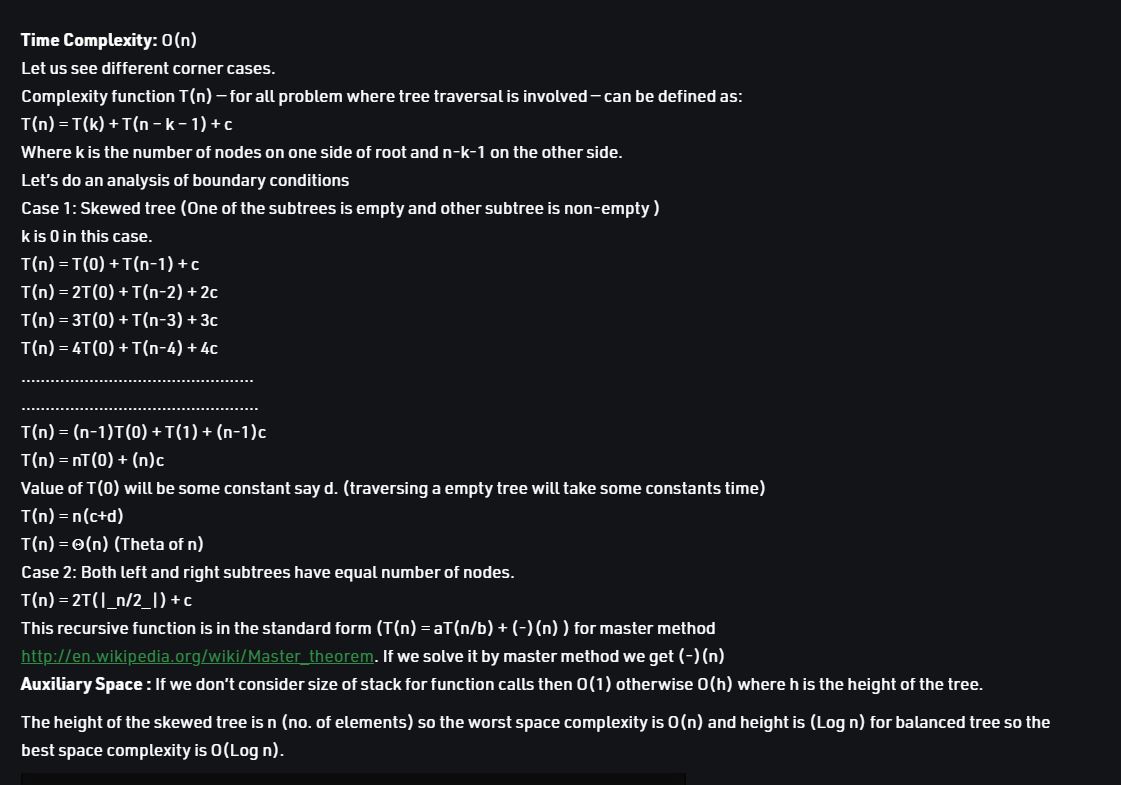 Time Complexity: O(n)
Let us see different corner cases.
Complexity function T(n) — for all problem where tree traversal is involved — can be defined as:
T(n) = T(k) + T(n – k – 1) + c
Where k is the number of nodes on one side of root and n-k-1 on the other side.
Let's do an analysis of boundary conditions
Case 1: Skewed tree (One of the subtrees is empty and other subtree is non-empty )
k is 0 in this case.
T(n) = T(0) + T(n-1) + c
T(n) = 2T(0) + T(n-2) + 2c
T(n) = 3T(0) + T(n-3) + 3c
T(n) = 4T(0) + T(n-4) + 4c
…………………………………………
………………………………………….
T(n) = (n-1)T(0) + T(1) + (n-1)c
T(n) = nT(0) + (n)c
Value of T(0) will be some constant say d. (traversing a empty tree will take some constants time)
T(n) = n(c+d)
T(n) = Θ(n) (Theta of n)
Case 2: Both left and right subtrees have equal number of nodes.
T(n) = 2T(|_n/2_|) + c
This recursive function is in the standard form (T(n) = aT(n/b) + (-)(n) ) for master method
http://en.wikipedia.org/wiki/Master_theorem. If we solve it by master method we get (-)(n)
Auxiliary Space : If we don't consider size of stack for function calls then O(1) otherwise O(h) where h is the height of the tree.
The height of the skewed tree is n (no. of elements) so the worst space complexity is O(n) and height is (Log n) for balanced tree so the
best space complexity is O(Log n).